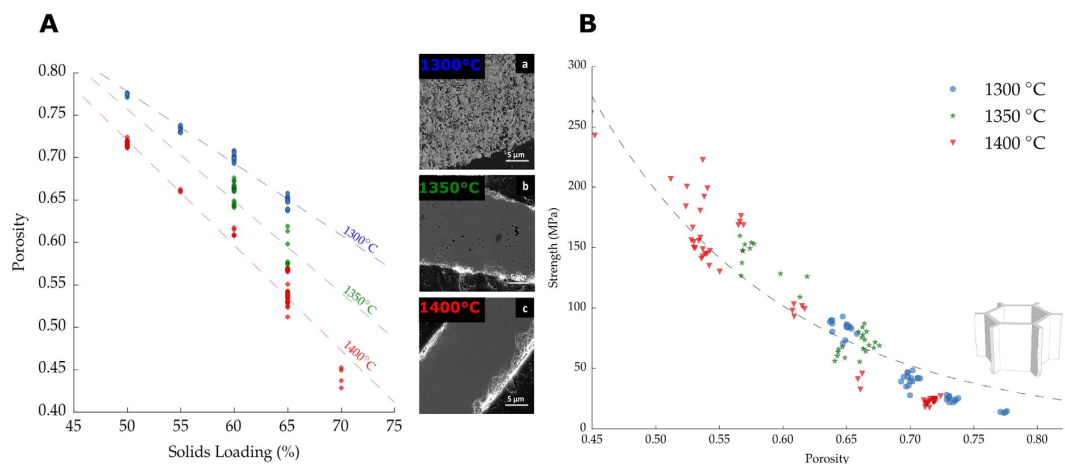 A
0.80
0.75
0.70
0.65
0.60
0.55
0.50
0.45
0.40
Porosity
45
50
55
60
65
70
75
Solids Loading (%)
1300°C
1350°C
1400°C
1300°C
a
5 μm
1350°C
b
5 μm
1400°C
c
5 μm
B
300
250
200
150
100
50
0
Strength (MPa)
0.45
0.50
0.55
0.60
0.65
0.70
0.75
0.80
Porosity
1300 °C
1350 °C
1400 °C